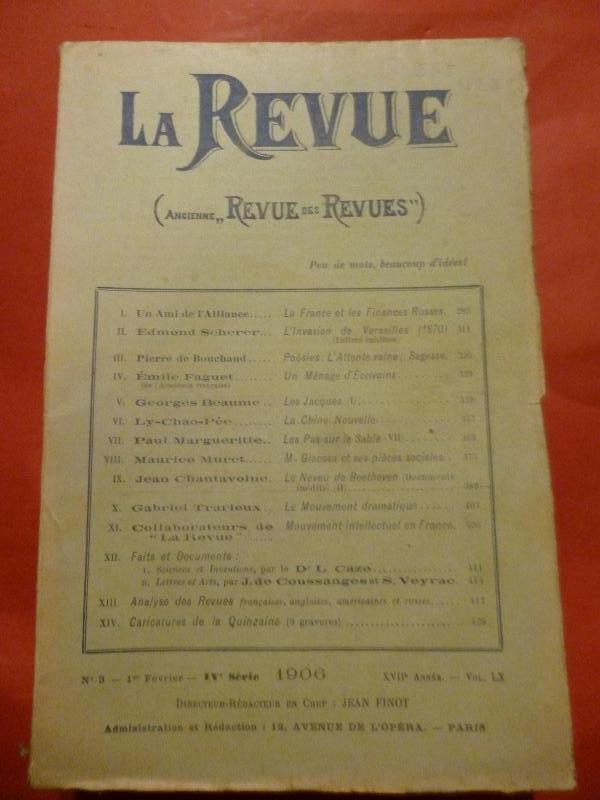 LA REVUE
(ANCIENNE „REVUE DES REVUES")
Peu de mots, beaucoup d'idées!
I. Un Ami de l'Alliance..... La France et les Finances Russes. 293
II. Edmond Scherer... L'Invasion de Versailles (1870) 311
(Lettres inédites)
III. Pierre de Bouchaud..... Poésies: L'Attente vaine; Sagesse.
IV. Émile Faguet........ Un Ménage d'Écrivains..........
(de l'Académie française)
V. Georges Beaume.. Les Jacques (I)..........
VI. Ly-Chao-Pée........ La Chine Nouvelle..........
VII. Paul Margueritte.. Les Pas sur le Sable (VII)..........
VIII. Maurice Muret..... M. Giacosa et ses pièces sociales..
IX. Jean Chantavoine.. Le Neveu de Beethoven (Documents
inédits) (II)..........
X. Gabriel Trarieux.. Le Mouvement dramatique.......
XI. Collaborateurs de Mouvement intellectuel en France.
"La Revue"......
XII. Faits et Documents:
I. Sciences et Inventions, par le Dr L. Caze.......... 411
II. Lettres et Arts, par J. de Coussanges et S. Veyrac. 414
XIII. Analyse des Revues françaises, anglaises, américaines et russes..... 417
XIV. Caricatures de la Quinzaine (9 gravures)..........
No 3 — 1er Février — IVe Série 1906 XVIIe Année. — Vol. LX
DIRECTEUR-RÉDACTEUR EN CHEF : JEAN FINOT
Administration et Rédaction : 12, AVENUE DE L'OPÉRA. — PARIS